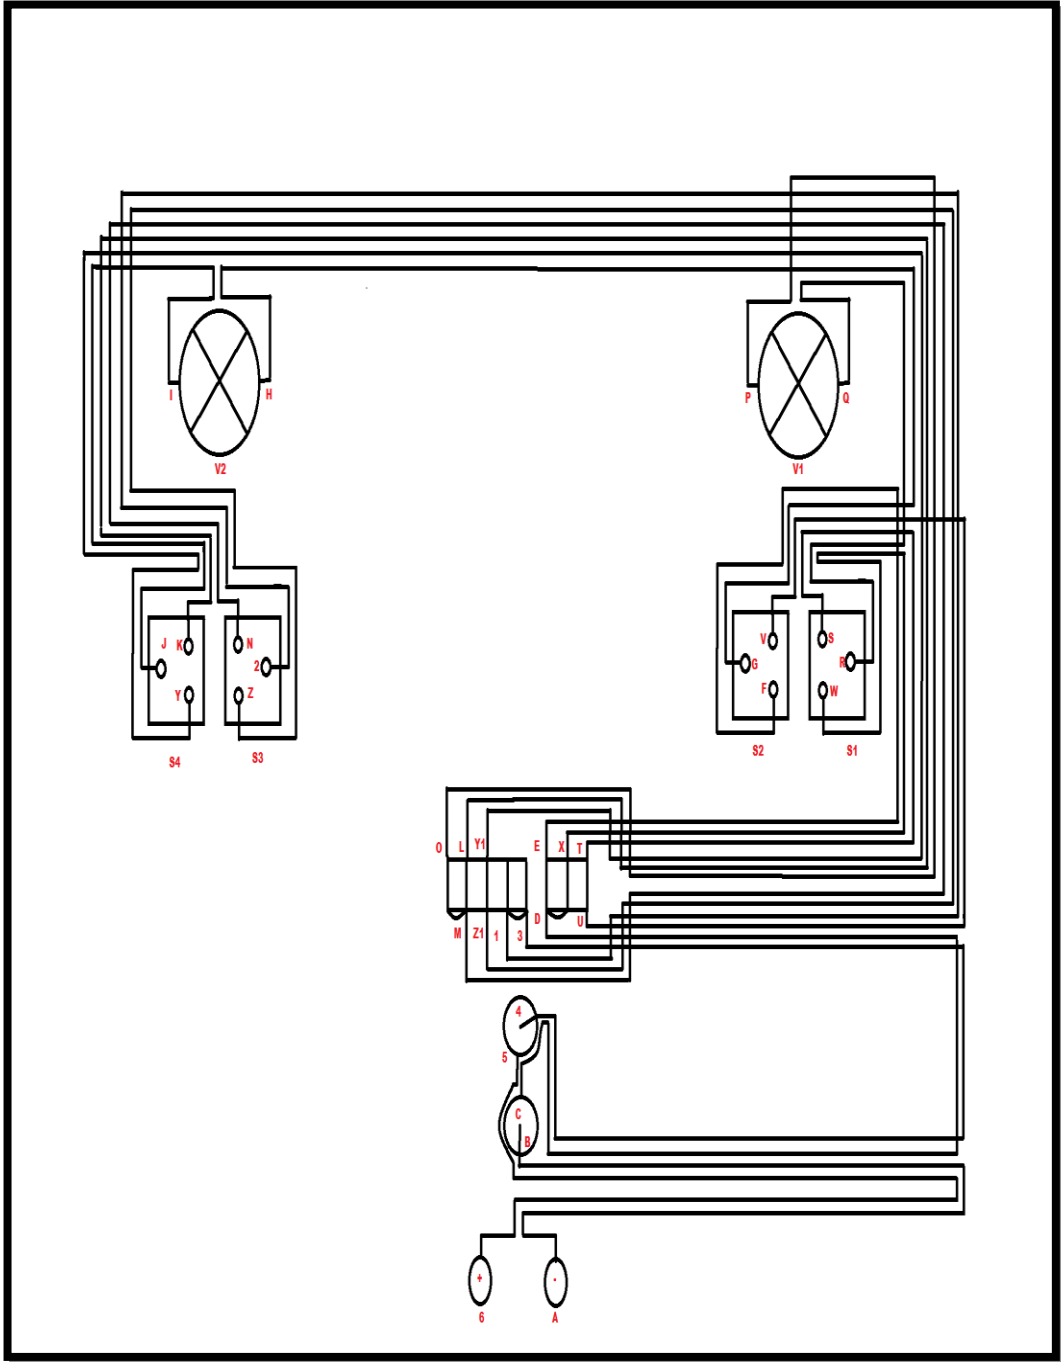 I H P Q
V2 V1
J K N 2 V G S R
Y Z F W
S4 S3 S2 S1
O L Y1 E X T
M Z1 1 3 D U
4
5
C
B
+ -
6 A